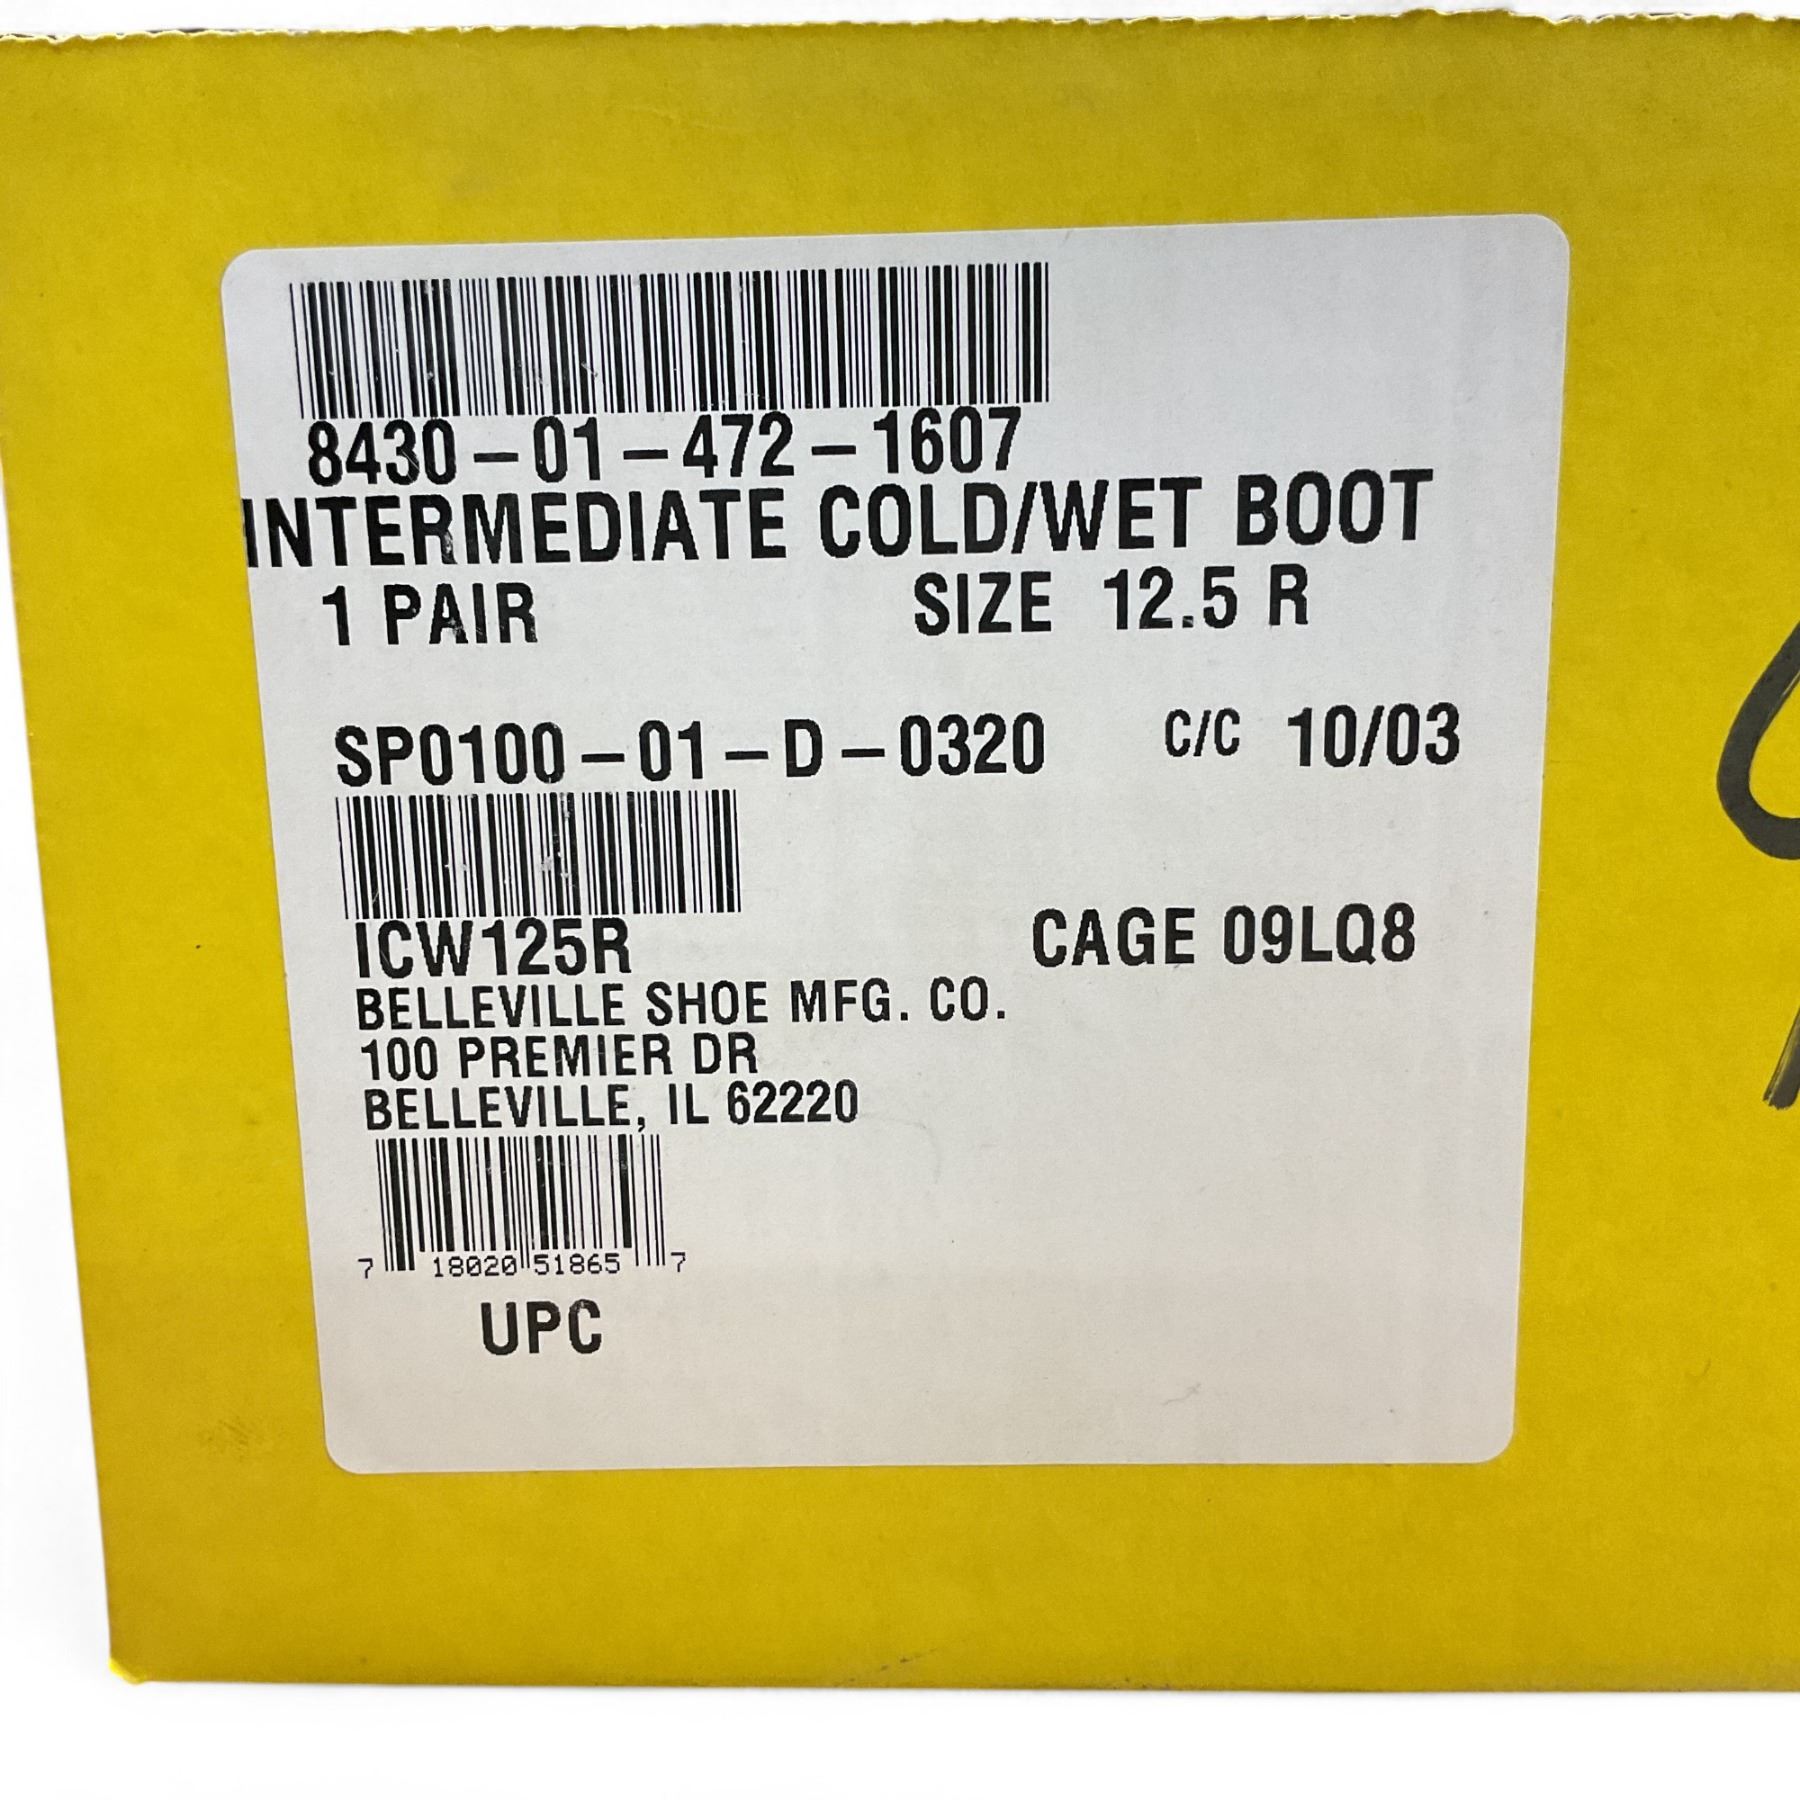 8430-01-472-1607
INTERMEDIATE COLD/WET BOOT
1 PAIR SIZE 12.5 R
SP0100-01-D-0320 C/C 10/03
ICW125R CAGE 09LQ8
BELLEVILLE SHOE MFG. CO.
100 PREMIER DR
BELLEVILLE, IL 62220
7 18020 51865 7
UPC